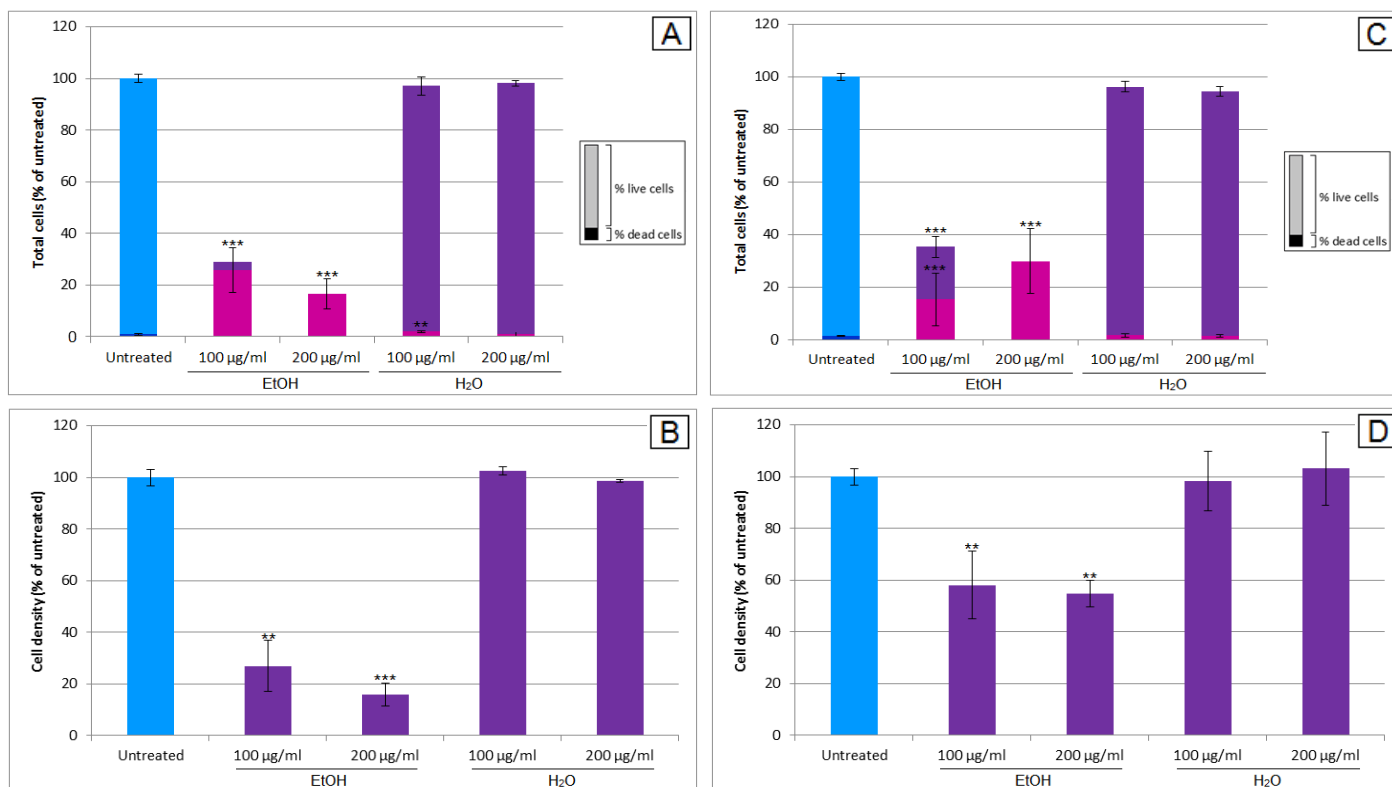 A
Total cells (% of untreated)
120
100
80
60
40
20
0
***
***
**
Untreated
100 µg/ml
200 µg/ml
100 µg/ml
200 µg/ml
EtOH
H₂O
% live cells
% dead cells
C
Total cells (% of untreated)
120
100
80
60
40
20
0
***
***
***
Untreated
100 µg/ml
200 µg/ml
100 µg/ml
200 µg/ml
EtOH
H₂O
% live cells
% dead cells
B
Cell density (% of untreated)
120
100
80
60
40
20
0
**
***
Untreated
100 µg/ml
200 µg/ml
100 µg/ml
200 µg/ml
EtOH
H₂O
D
Cell density (% of untreated)
120
100
80
60
40
20
0
**
**
Untreated
100 µg/ml
200 µg/ml
100 µg/ml
200 µg/ml
EtOH
H₂O